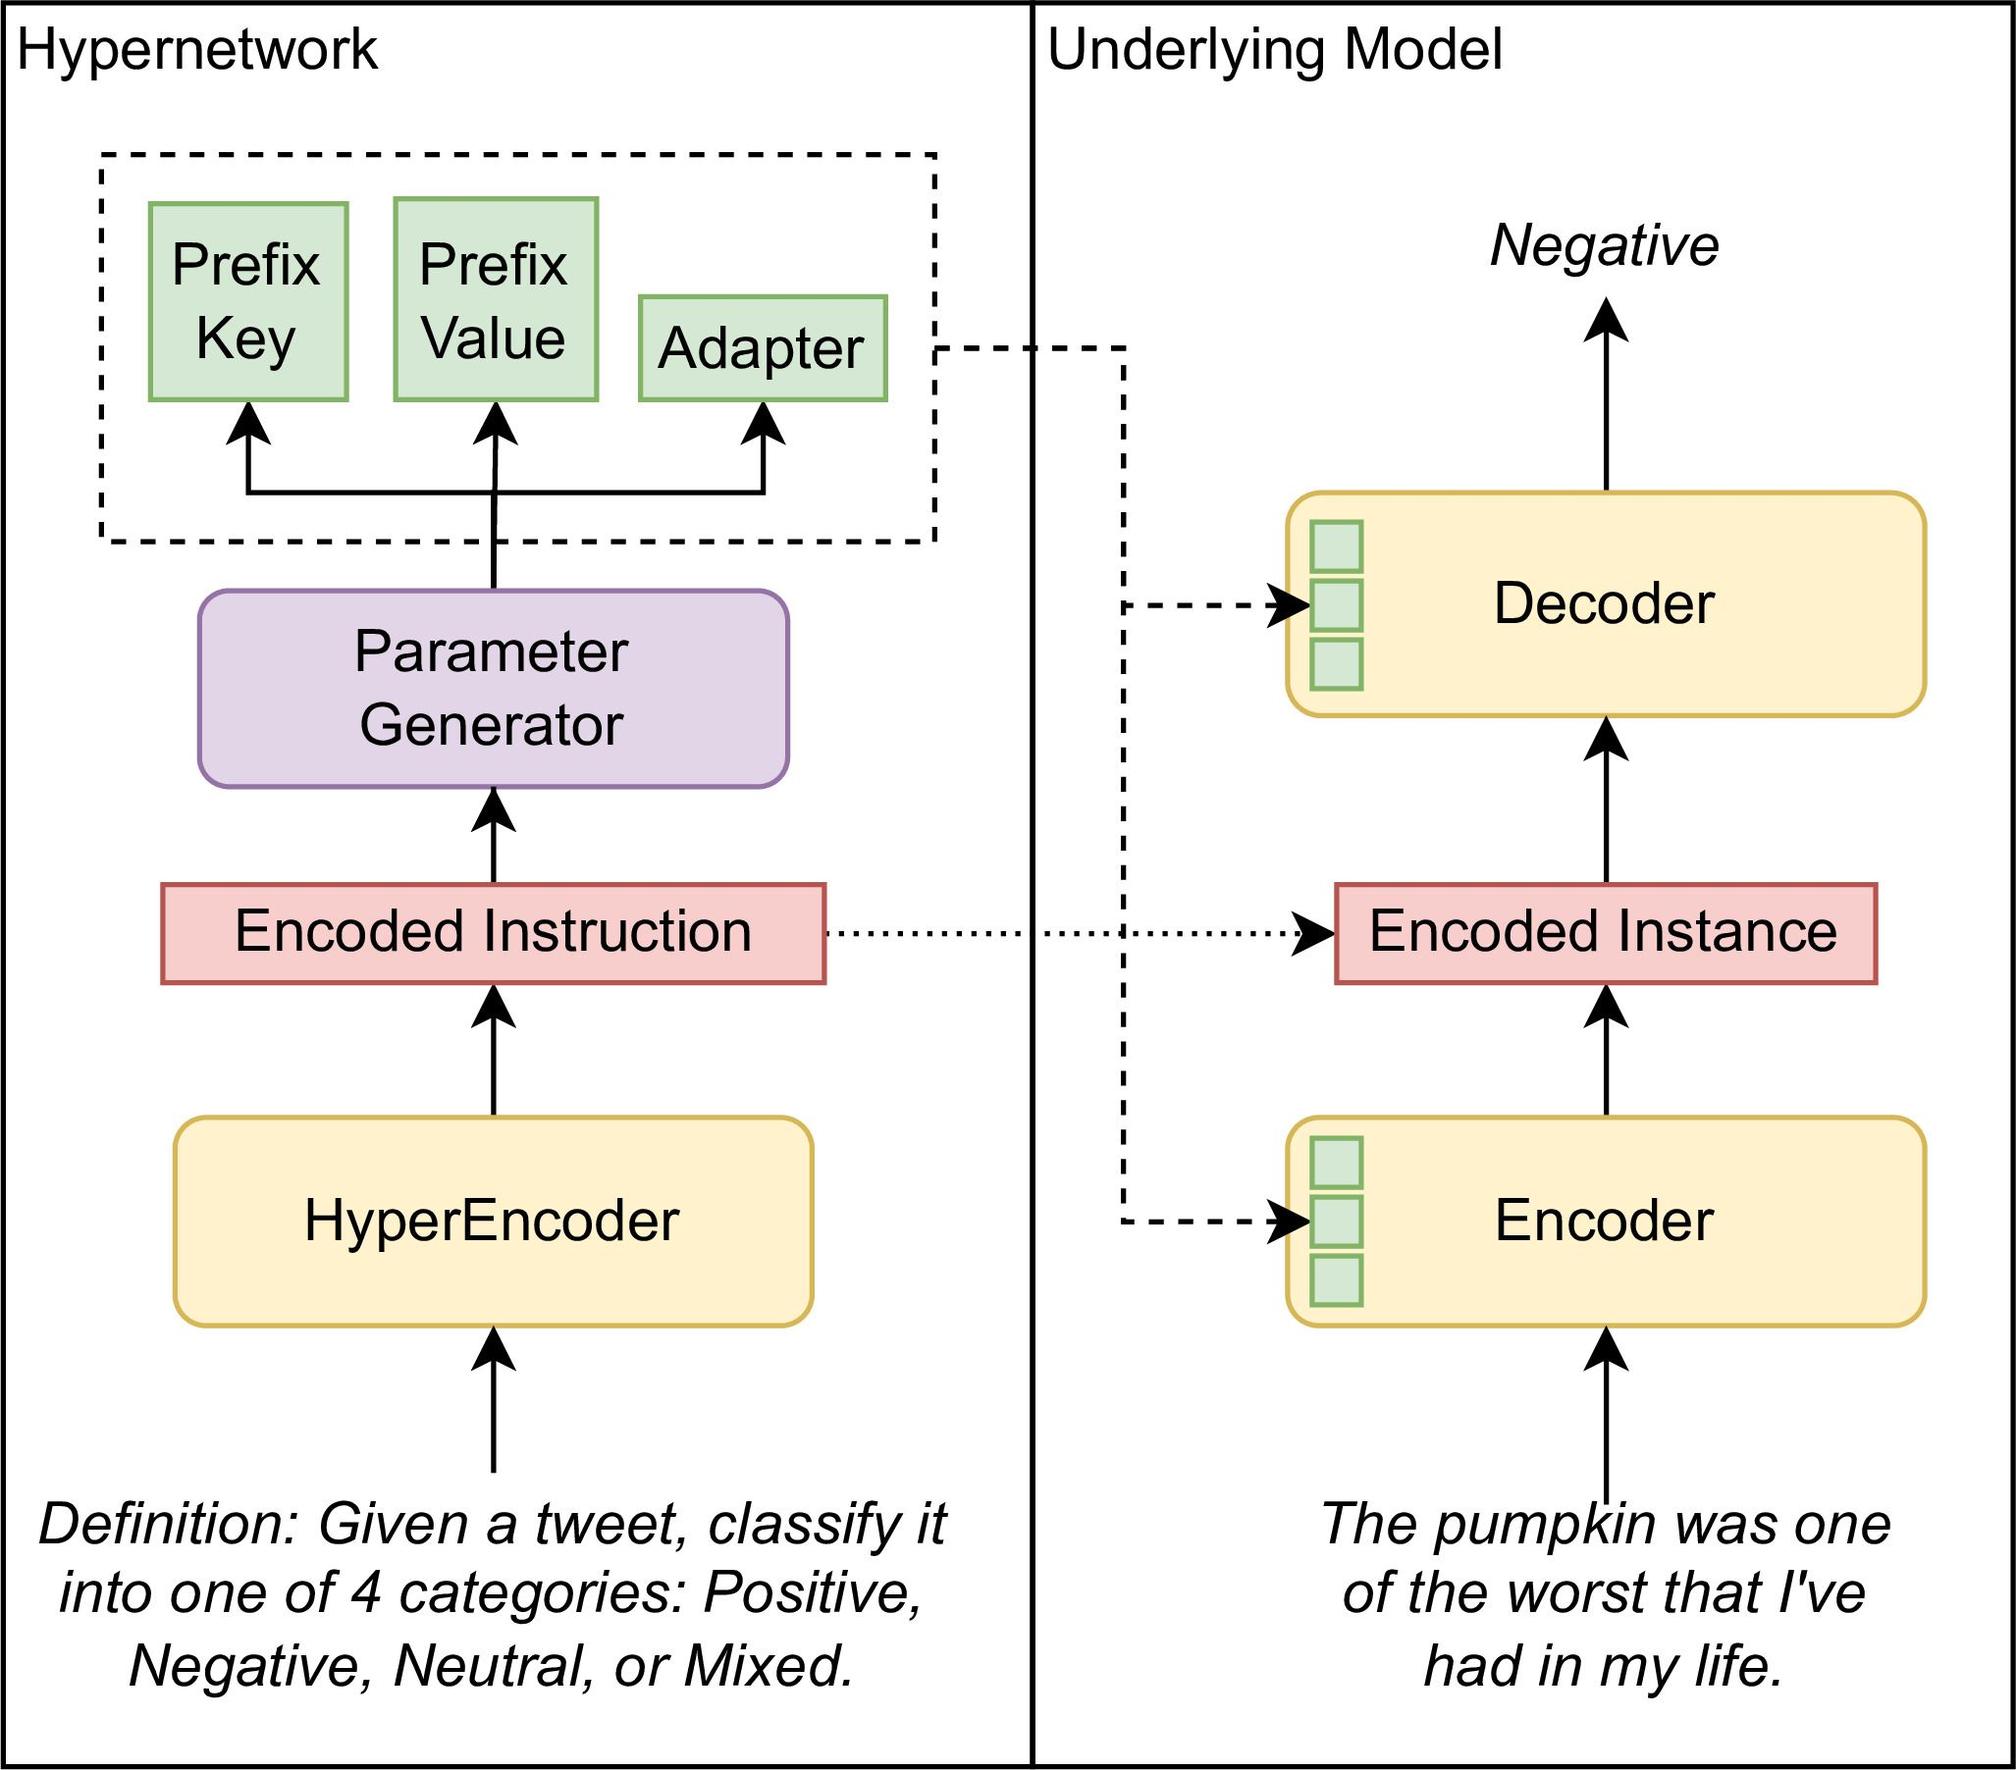 Hypernetwork
Prefix
Key
Prefix
Value
Adapter
Parameter
Generator
Encoded Instruction
HyperEncoder
Definition: Given a tweet, classify it
into one of 4 categories: Positive,
Negative, Neutral, or Mixed.
Underlying Model
Negative
Decoder
Encoded Instance
Encoder
The pumpkin was one
of the worst that I've
had in my life.